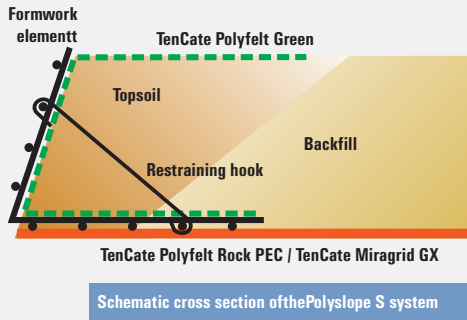 Formwork
elementt
TenCate Polyfelt Green
Topsoil
Backfill
Restraining hook
TenCate Polyfelt Rock PEC / TenCate Miragrid GX
Schematic cross section ofthePolyslope S system